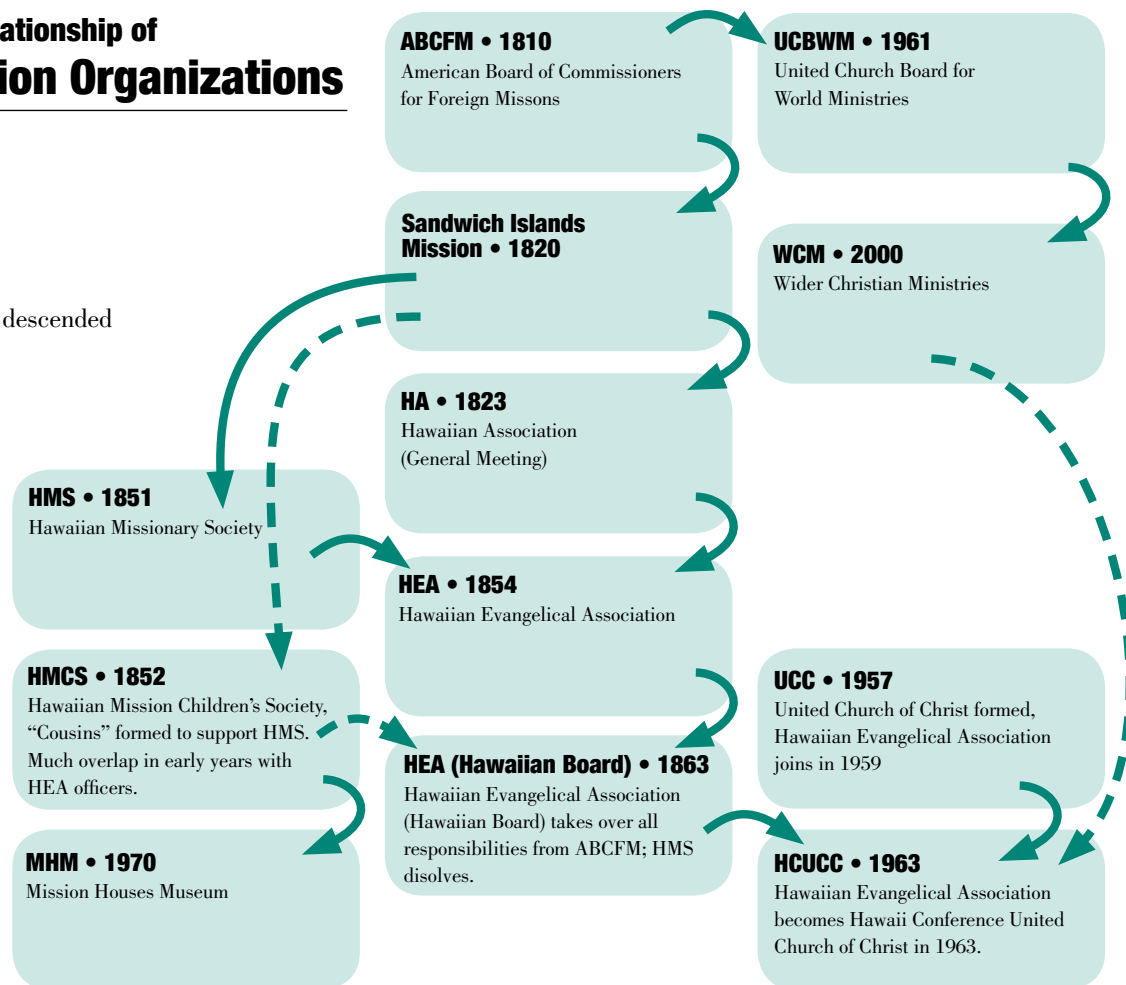 ationship of
ion Organizations
descended
ABCFM • 1810
American Board of Commissioners
for Foreign Missons
UCBWM • 1961
United Church Board for
World Ministries
Sandwich Islands
Mission • 1820
WCM • 2000
Wider Christian Ministries
HA • 1823
Hawaiian Association
(General Meeting)
HMS • 1851
Hawaiian Missionary Society
HEA • 1854
Hawaiian Evangelical Association
HMCS • 1852
Hawaiian Mission Children’s Society,
“Cousins” formed to support HMS.
Much overlap in early years with
HEA officers.
UCC • 1957
United Church of Christ formed,
Hawaiian Evangelical Association
joins in 1959
HEA (Hawaiian Board) • 1863
Hawaiian Evangelical Association
(Hawaiian Board) takes over all
responsibilities from ABCFM; HMS
disolves.
MHM • 1970
Mission Houses Museum
HCUCC • 1963
Hawaiian Evangelical Association
becomes Hawaii Conference United
Church of Christ in 1963.